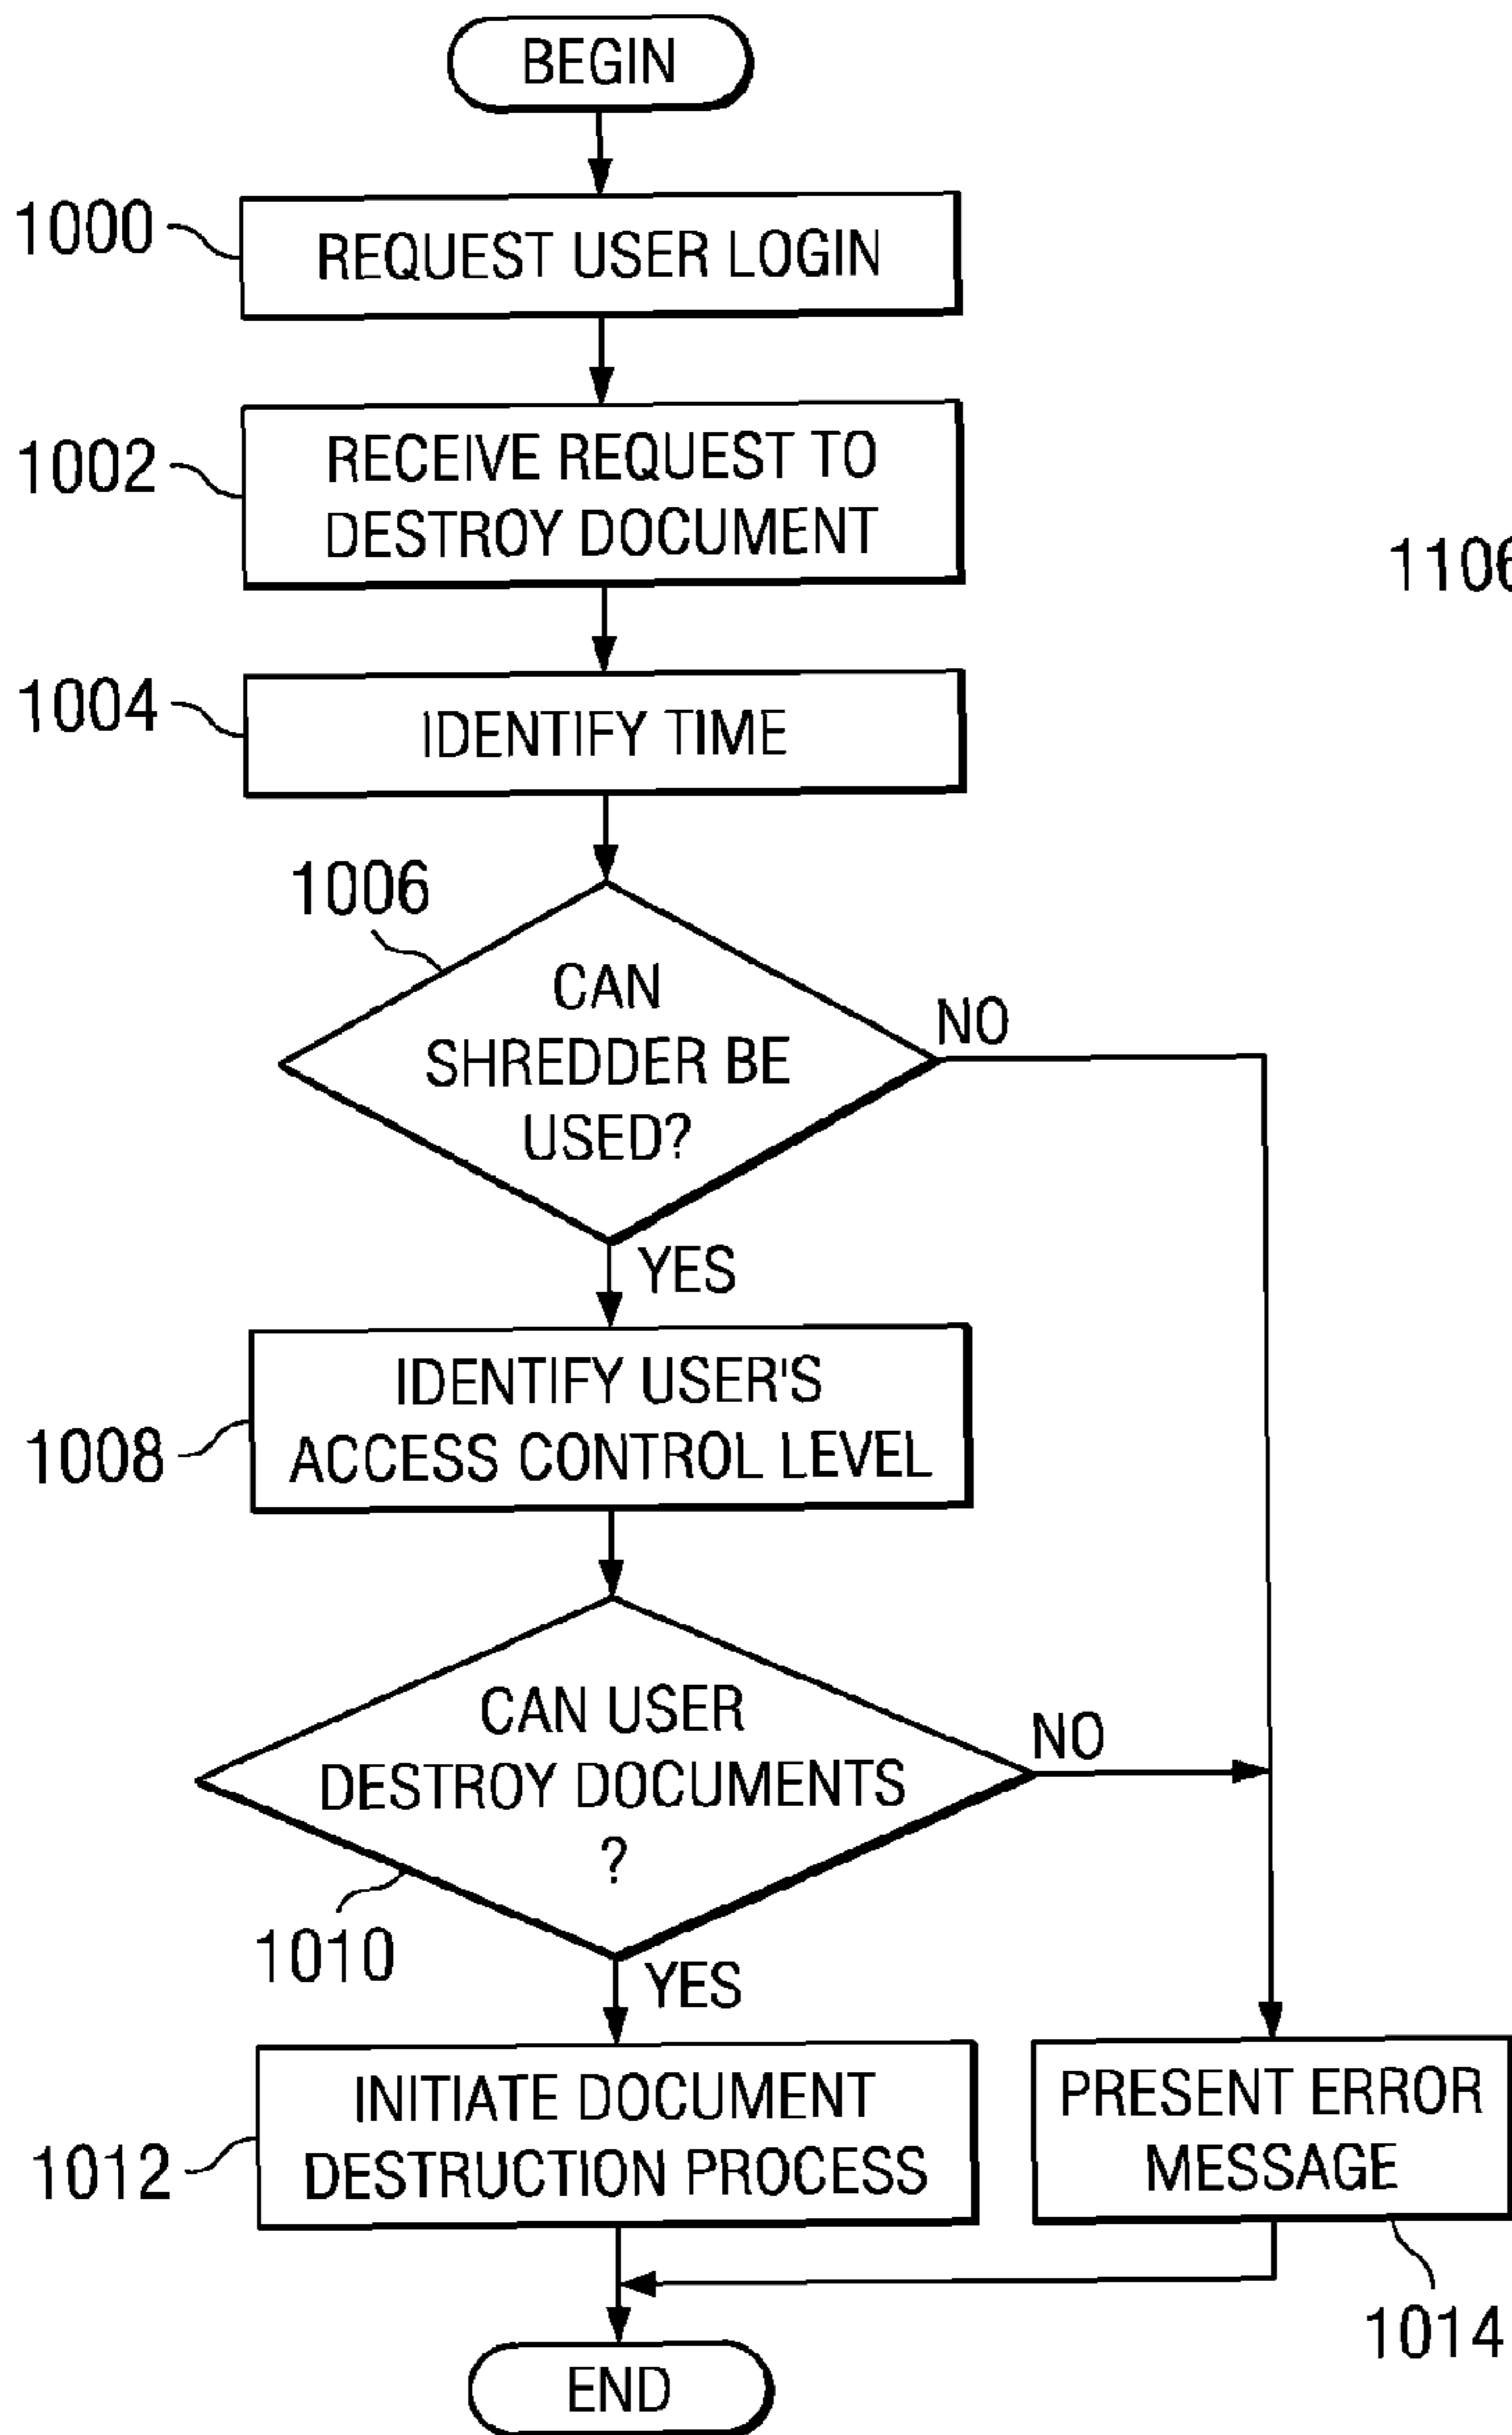 BEGIN
1000
REQUEST USER LOGIN
1002
RECEIVE REQUEST TO
DESTROY DOCUMENT
1106
1004
IDENTIFY TIME
1006
CAN
SHREDDER BE
USED?
NO
YES
IDENTIFY USER'S
ACCESS CONTROL LEVEL
1008
CAN USER
DESTROY DOCUMENTS
?
NO
1010
YES
INITIATE DOCUMENT
DESTRUCTION PROCESS
1012
PRESENT ERROR
MESSAGE
1014
END